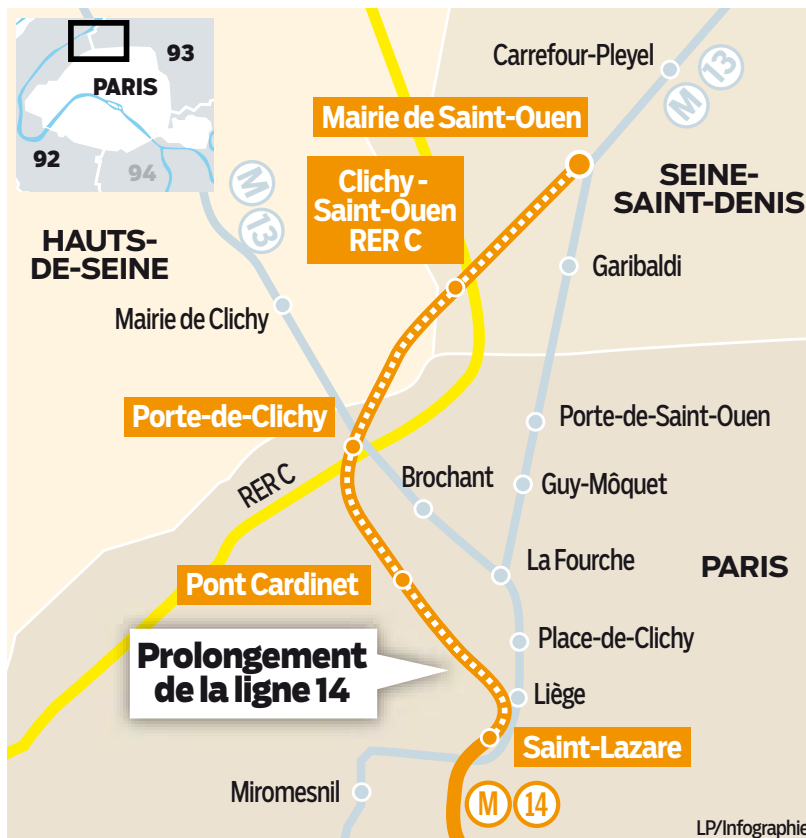 93
PARIS
92
94
Carrefour-Pleyel
M 13
Mairie de Saint-Ouen
Clichy -
Saint-Ouen
RER C
SEINE-
SAINT-DENIS
M 13
HAUTS-
DE-SEINE
Garibaldi
Mairie de Clichy
Porte-de-Clichy
Porte-de-Saint-Ouen
RER C
Brochant
Guy-Môquet
La Fourche
PARIS
Pont Cardinet
Place-de-Clichy
Prolongement
de la ligne 14
Liège
Saint-Lazare
Miromesnil
M 14
LP/Infographie